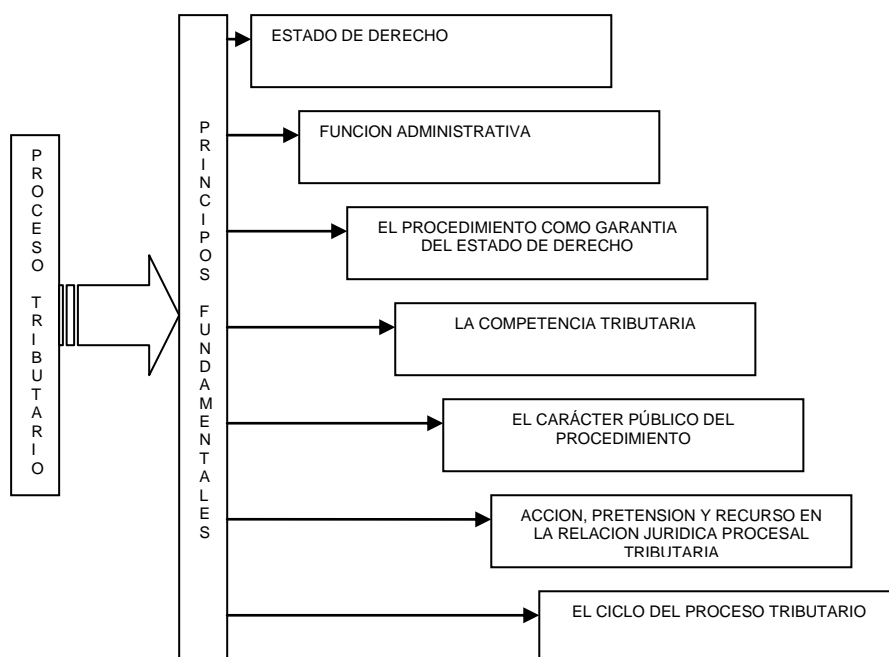 PROCESO TRIBUTARIO
PRINCIPOS FUNDAMENTALES
ESTADO DE DERECHO
FUNCION ADMINISTRATIVA
EL PROCEDIMIENTO COMO GARANTIA
DEL ESTADO DE DERECHO
LA COMPETENCIA TRIBUTARIA
EL CARÁCTER PÚBLICO DEL
PROCEDIMIENTO
ACCION, PRETENSION Y RECURSO EN
LA RELACION JURIDICA PROCESAL
TRIBUTARIA
EL CICLO DEL PROCESO TRIBUTARIO